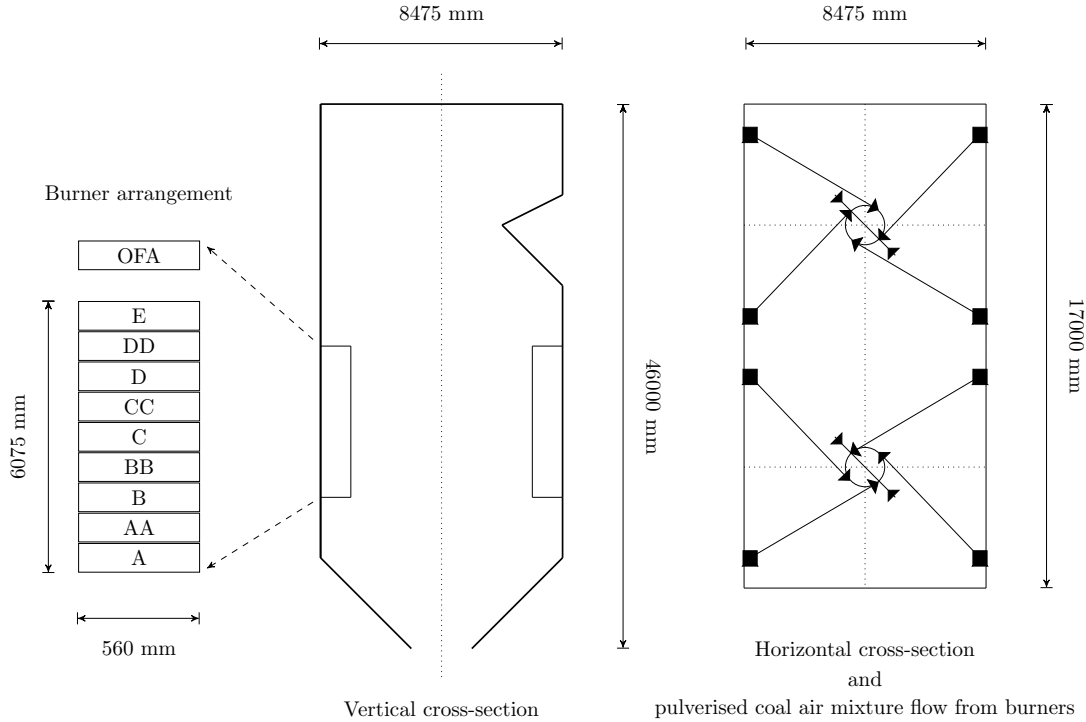 8475 mm
8475 mm
Burner arrangement
OFA
E
DD
D
CC
C
BB
B
AA
A
6075 mm
560 mm
46000 mm
17000 mm
Vertical cross-section
Horizontal cross-section
and
pulverised coal air mixture flow from burners